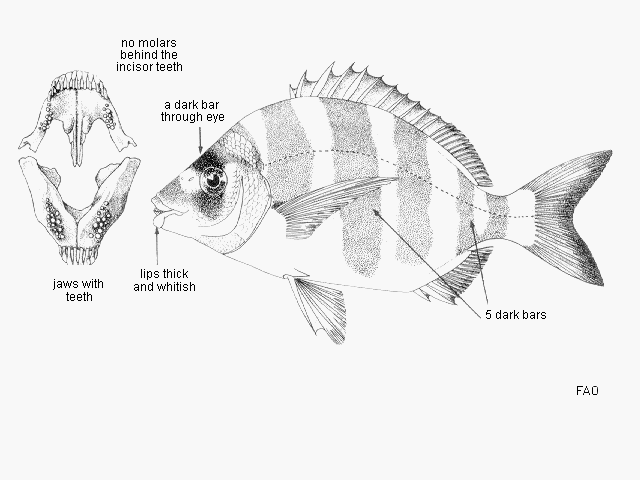 no molars
behind the
incisor teeth
a dark bar
through eye
jaws with
teeth
lips thick
and whitish
5 dark bars
FAO